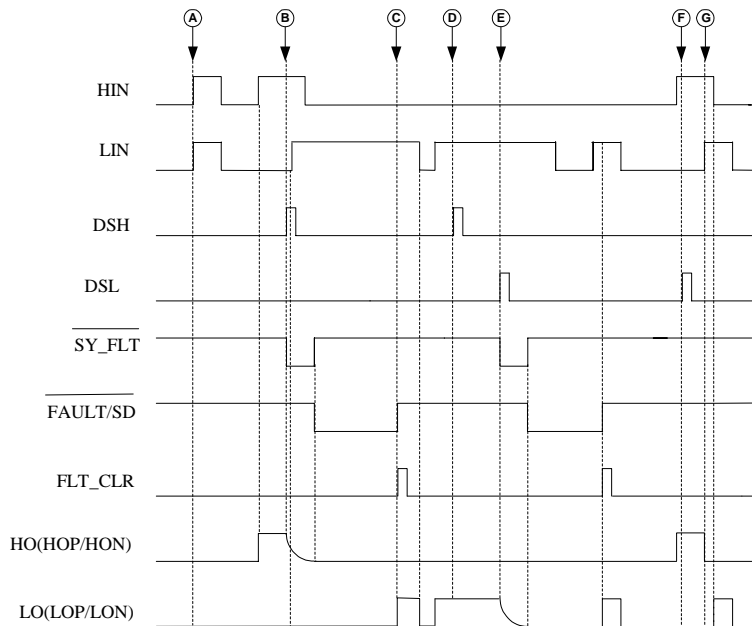 A B C D E F G
HIN
LIN
DSH
DSL
SY_FLT
FAULT/SD
FLT_CLR
HO(HOP/HON)
LO(LOP/LON)